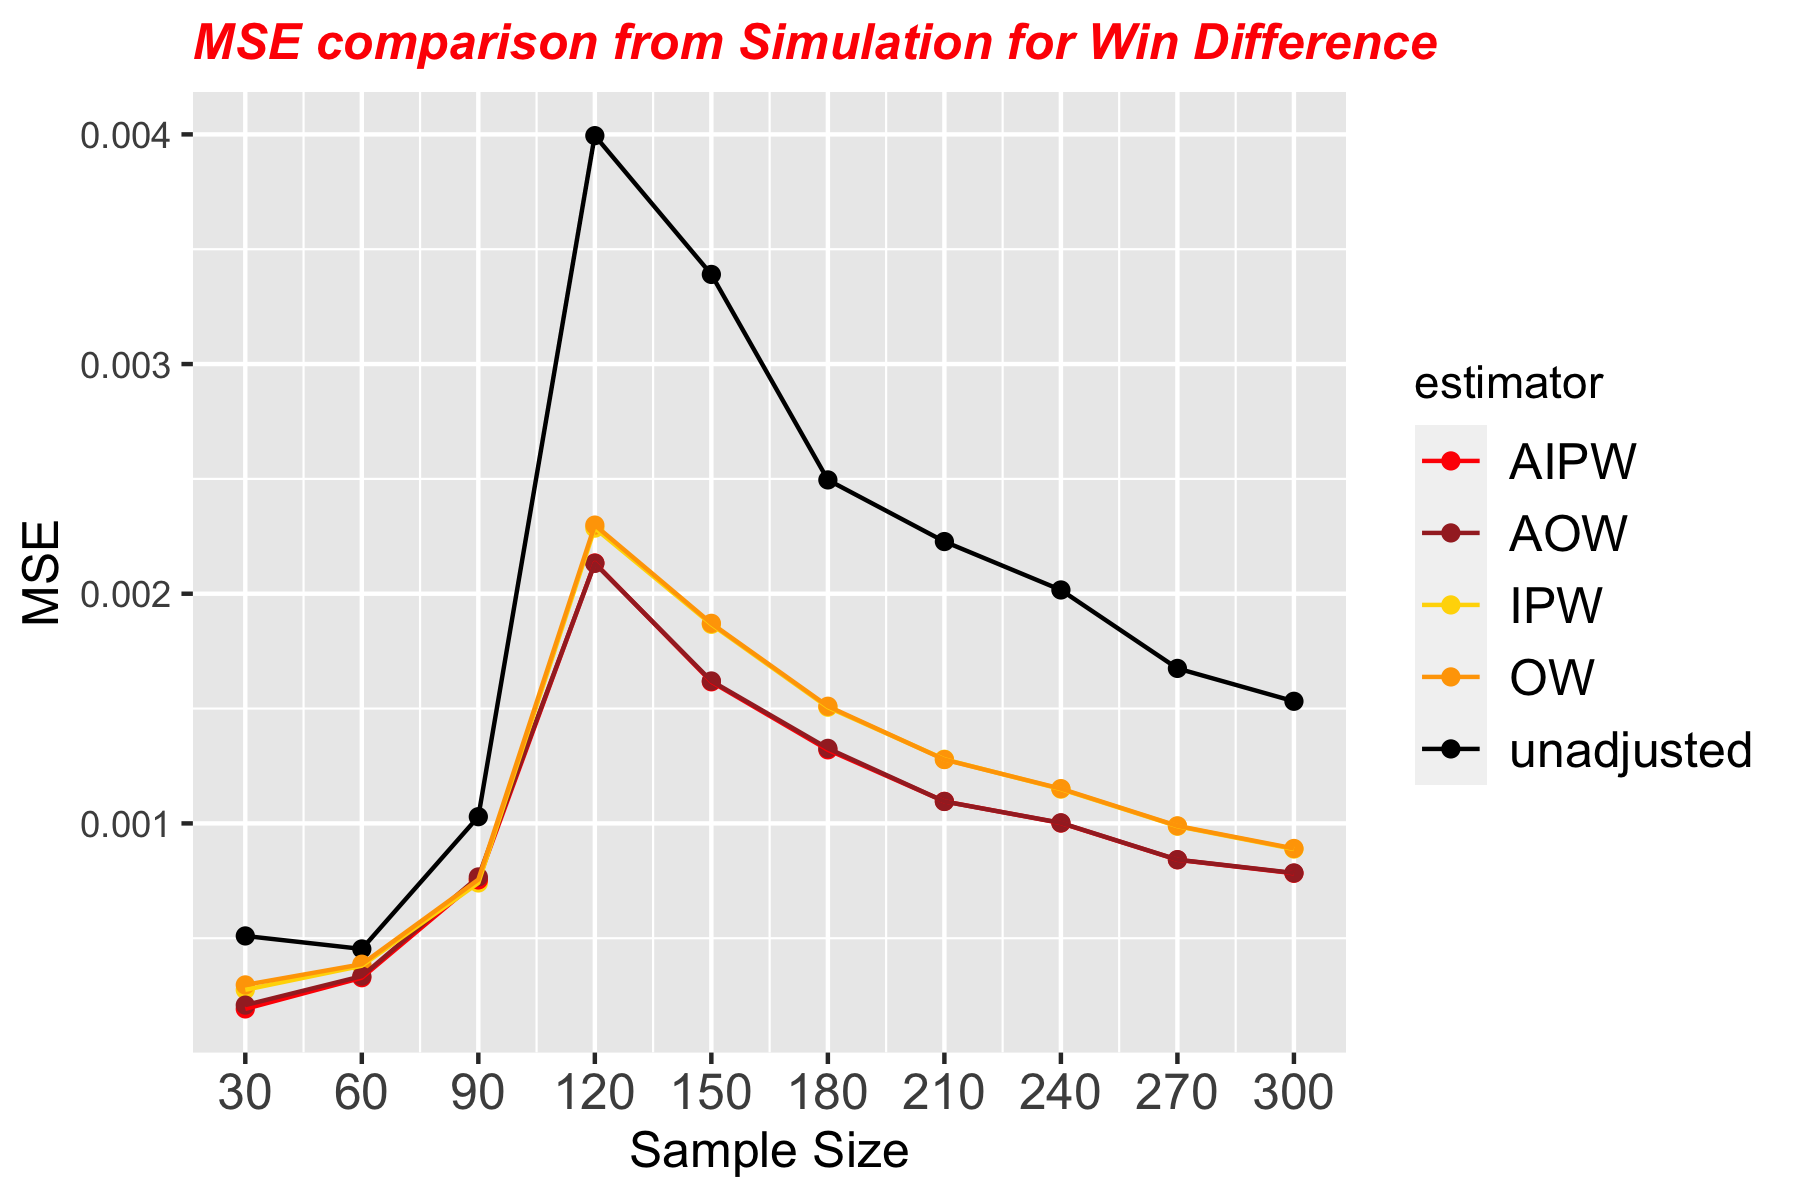 MSE comparison from Simulation for Win Difference
0.004
0.003
0.002
0.001
MSE
30 60 90 120 150 180 210 240 270 300
Sample Size
estimator
AIPW
AOW
IPW
OW
unadjusted